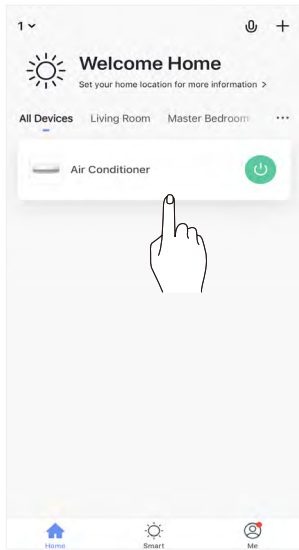 1
Welcome Home
Set your home location for more information >
All Devices Living Room Master Bedroom ...
Air Conditioner
Home Smart Me